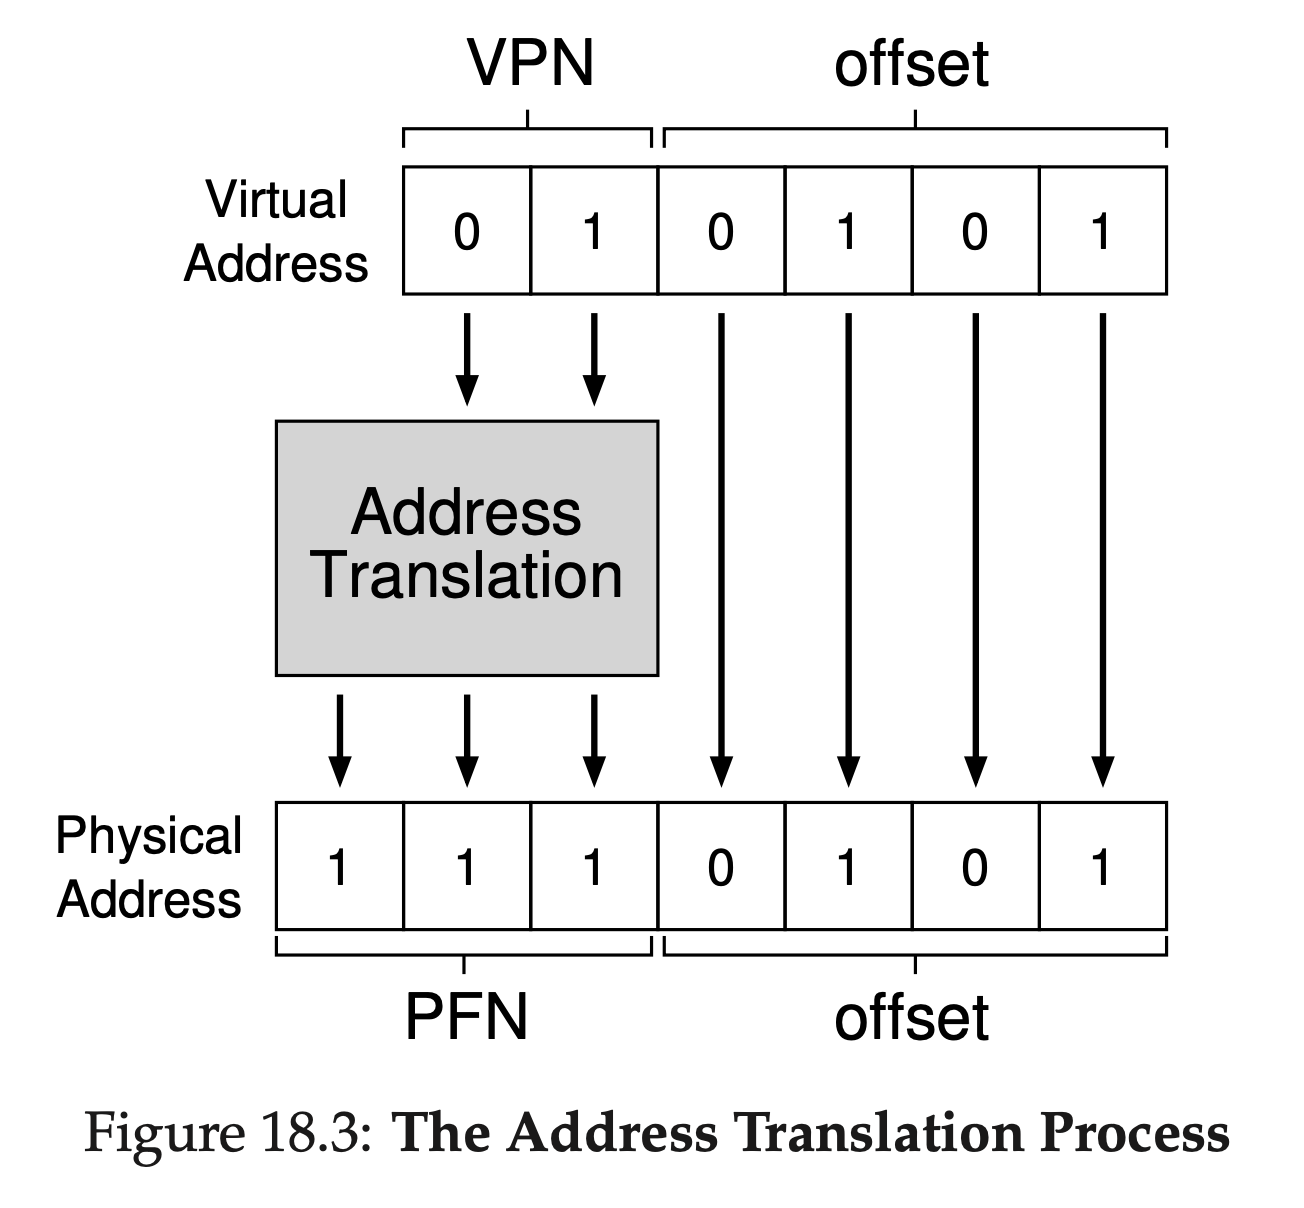 VPN offset
Virtual
Address
0 1 0 1 0 1
Address
Translation
Physical
Address
1 1 1 0 1 0 1
PFN offset
Figure 18.3: The Address Translation Process